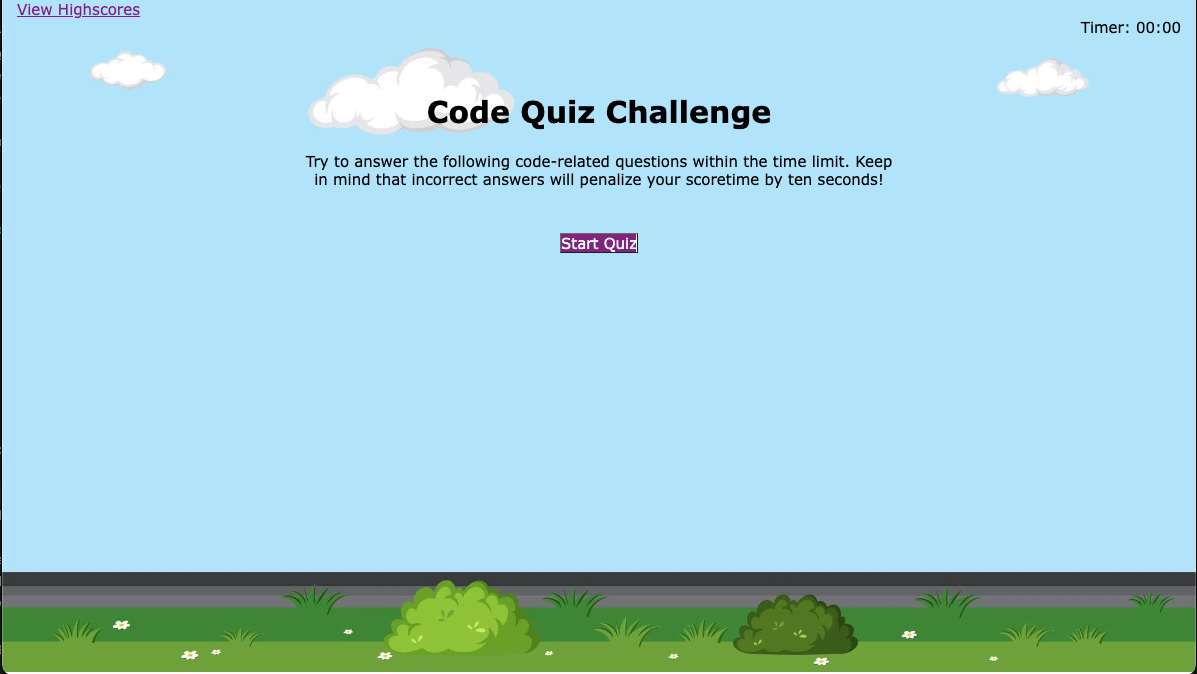 View Highscores
Timer: 00:00
Code Quiz Challenge
Try to answer the following code-related questions within the time limit. Keep
in mind that incorrect answers will penalize your scoretime by ten seconds!
Start Quiz